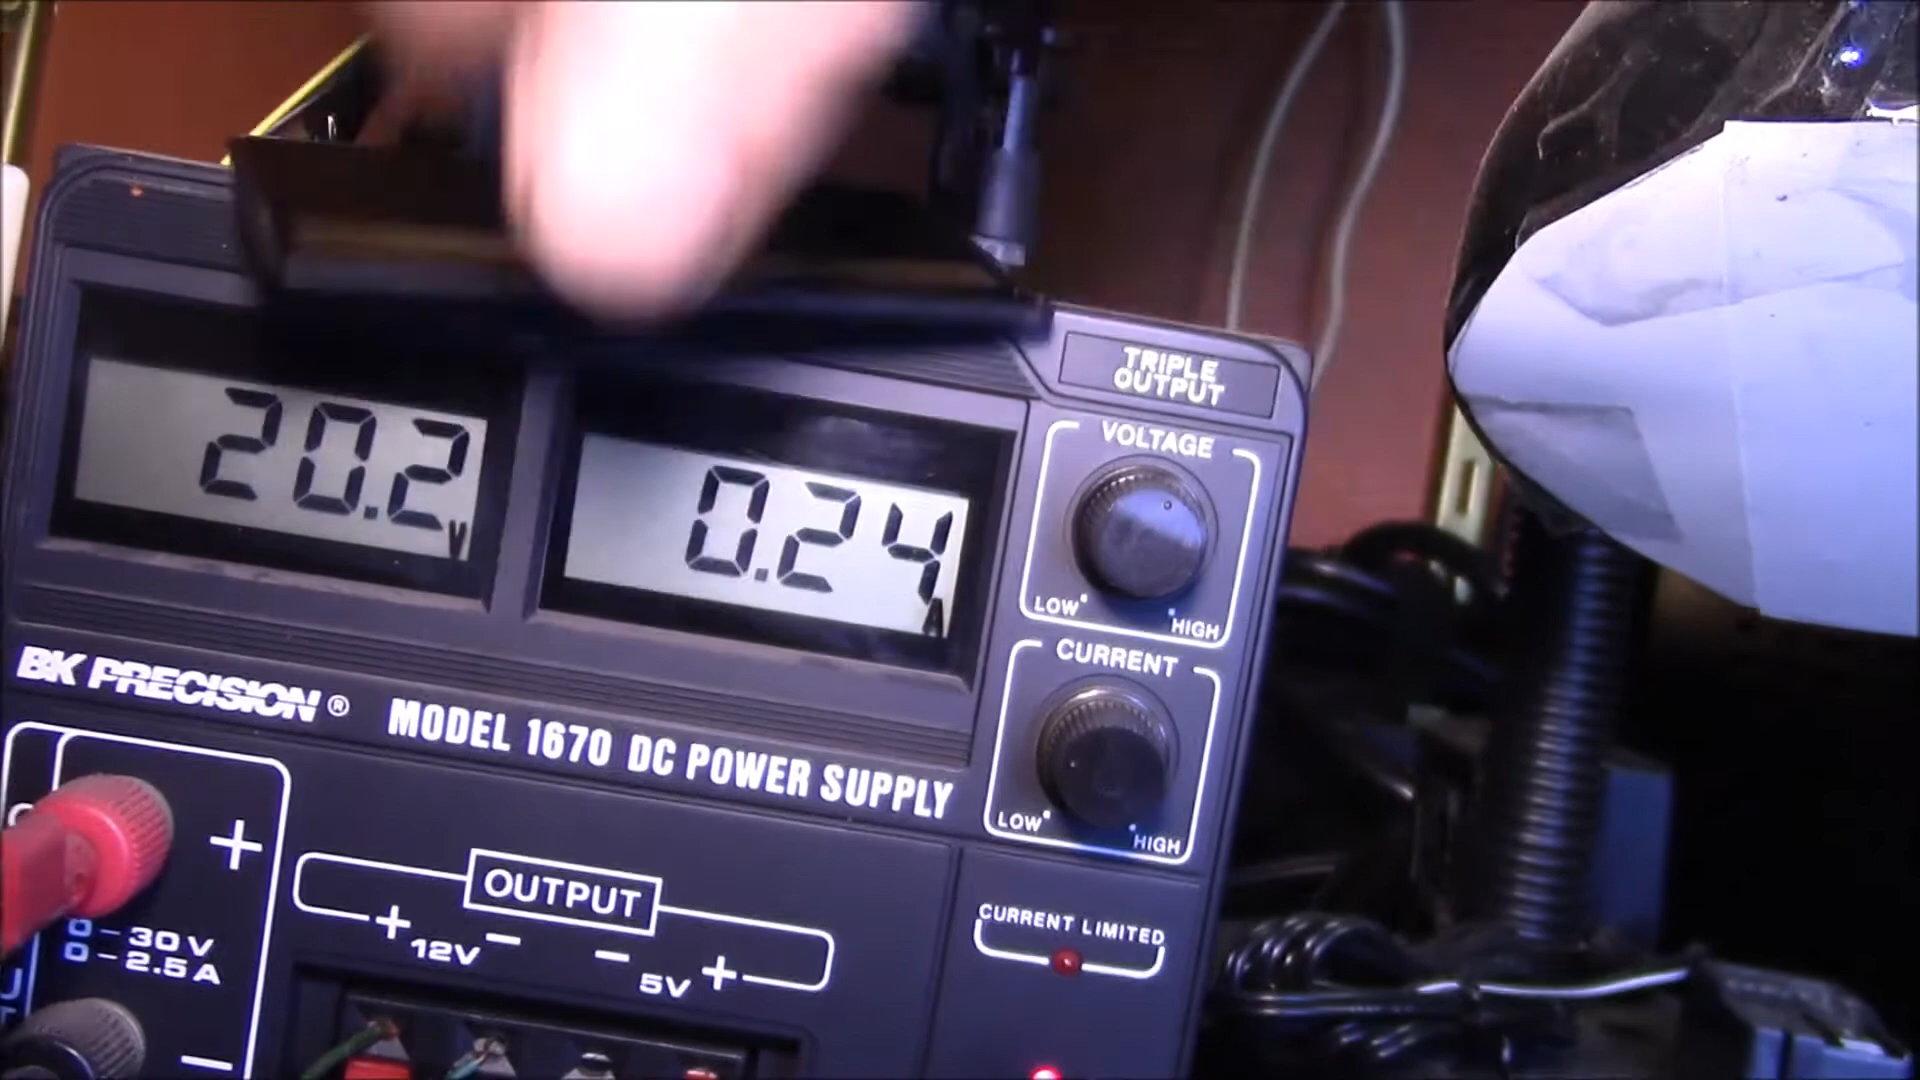 TRIPLE
OUTPUT
20.2 V
0.24 A
VOLTAGE
LOW
HIGH
CURRENT
LOW
HIGH
BK PRECISION®
MODEL 1670 DC POWER SUPPLY
+
0-30V
0-2.5A
−
OUTPUT
+ 12V − − 5V +
CURRENT LIMITED